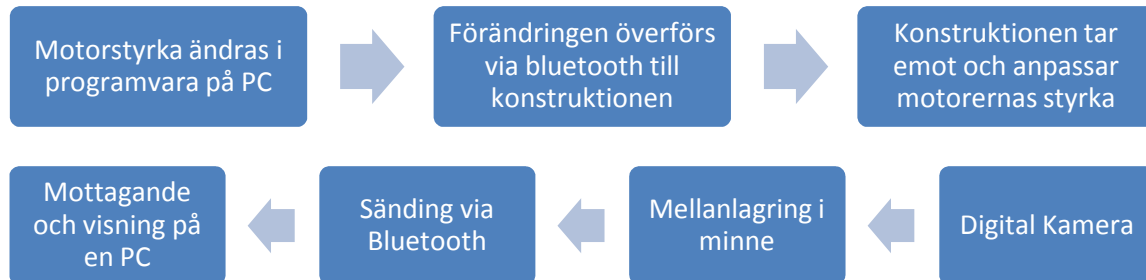 Motorstyrka ändras i
programvara på PC
Förändringen överförs
via bluetooth till
konstruktionen
Konstruktionen tar
emot och anpassar
motorernas styrka
Mottagande
och visning på
en PC
Sänding via
Bluetooth
Mellanlagring i
minne
Digital Kamera